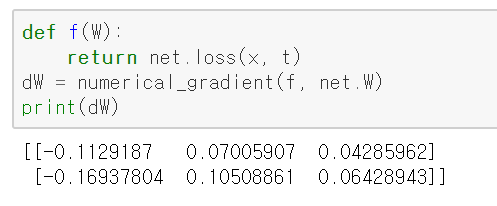 def f(W):
    return net.loss(x, t)
dW = numerical_gradient(f, net.W)
print(dW)
[[-0.1129187   0.07005907  0.04285962]
 [-0.16937804  0.10508861  0.06428943]]